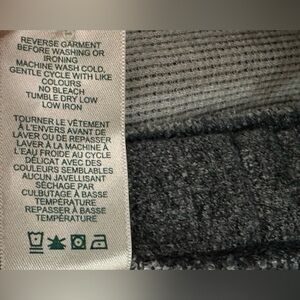 REVERSE GARMENT
BEFORE WASHING OR
IRONING
MACHINE WASH COLD,
GENTLE CYCLE WITH LIKE
COLOURS
NO BLEACH
TUMBLE DRY LOW
LOW IRON
TOURNER LE VÊTEMENT
À L'ENVERS AVANT DE
LAVER OU DE REPASSER
LAVER À LA MACHINE À
L'EAU FROIDE AU CYCLE
DÉLICAT AVEC DES
COULEURS SEMBLABLES
AUCUN JAVELLISANT
SÉCHAGE PAR
CULBUTAGE À BASSE
TEMPÉRATURE
REPASSER À BASSE
TEMPÉRATURE